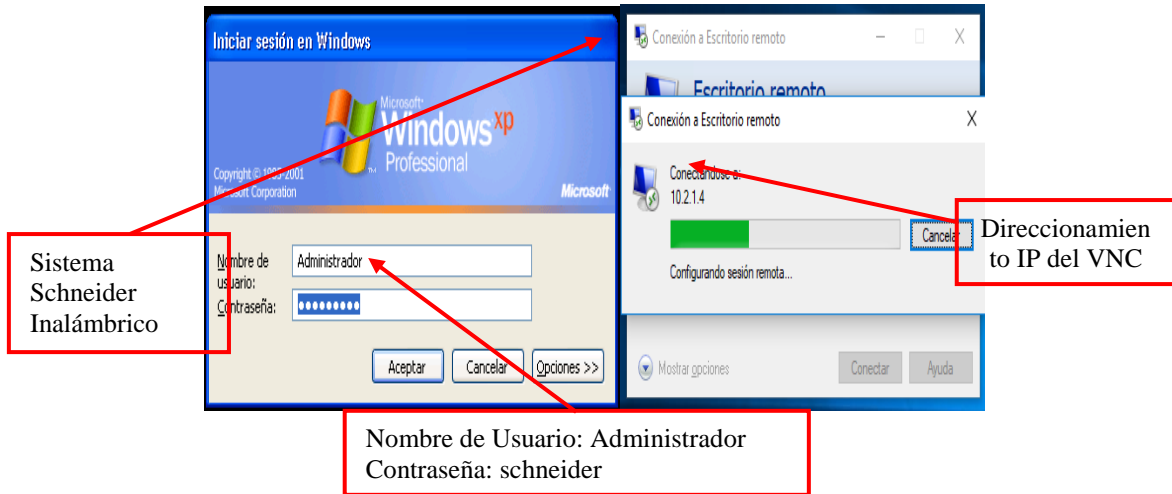 Iniciar sesión en Windows
Microsoft
Windows xp
Professional
Copyright © 1985-2001
Microsoft Corporation
Microsoft
Nombre de usuario:
Administrador
Contraseña:
•••••••••
Aceptar
Cancelar
Opciones >>
Conexión a Escritorio remoto
Escritorio remoto
Conexión a Escritorio remoto
Conectándose a:
10.2.1.4
Cancelar
Configurando sesión remota...
Mostrar opciones
Conectar
Ayuda
Sistema
Schneider
Inalámbrico
Direccionamien
to IP del VNC
Nombre de Usuario: Administrador
Contraseña: schneider